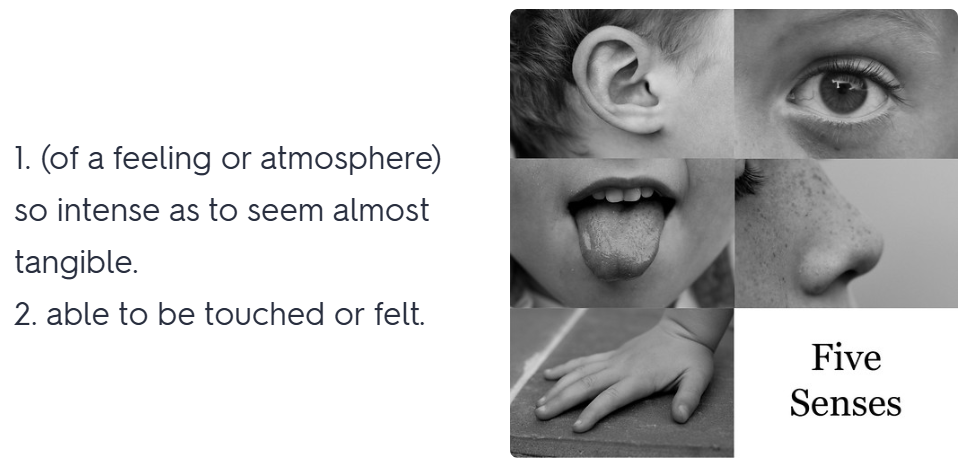 1. (of a feeling or atmosphere)
so intense as to seem almost
tangible.
2. able to be touched or felt.
Five
Senses